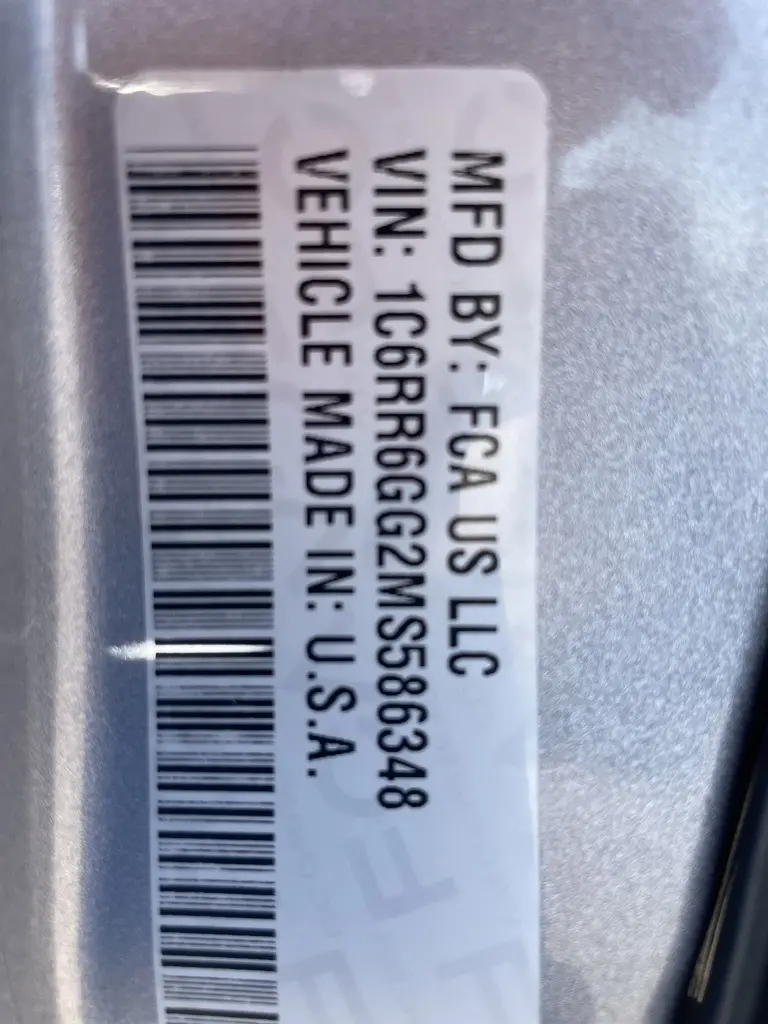 MFD BY: FCA US LLC
VIN: 1C6RR6GG2MS586348
VEHICLE MADE IN: U.S.A.